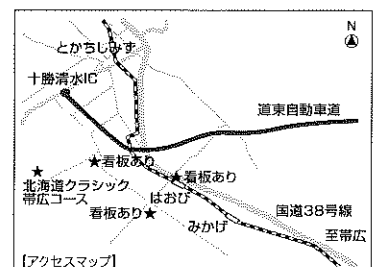 N
とかちしみず
十勝清水IC
道東自動車道
看板あり
看板あり
北海道クラシック
帯広コース
はおび
看板あり
国道38号線
みかげ
至帯広
【アクセスマップ】